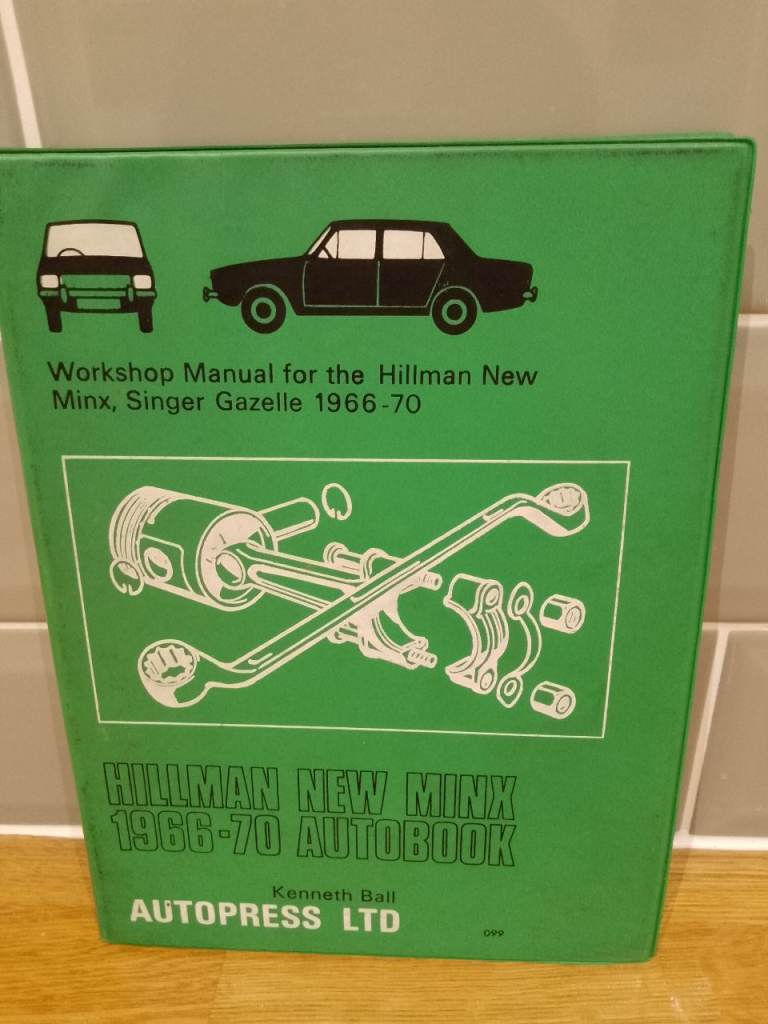 Workshop Manual for the Hillman New
Minx, Singer Gazelle 1966-70
HILLMAN NEW MINX
1966-70 AUTOBOOK
Kenneth Ball
AUTOPRESS LTD
099